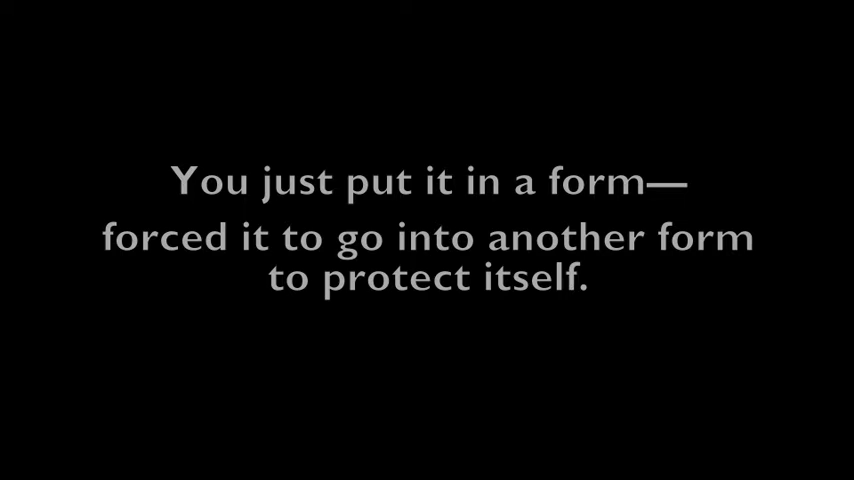 You just put it in a form—
forced it to go into another form
to protect itself.